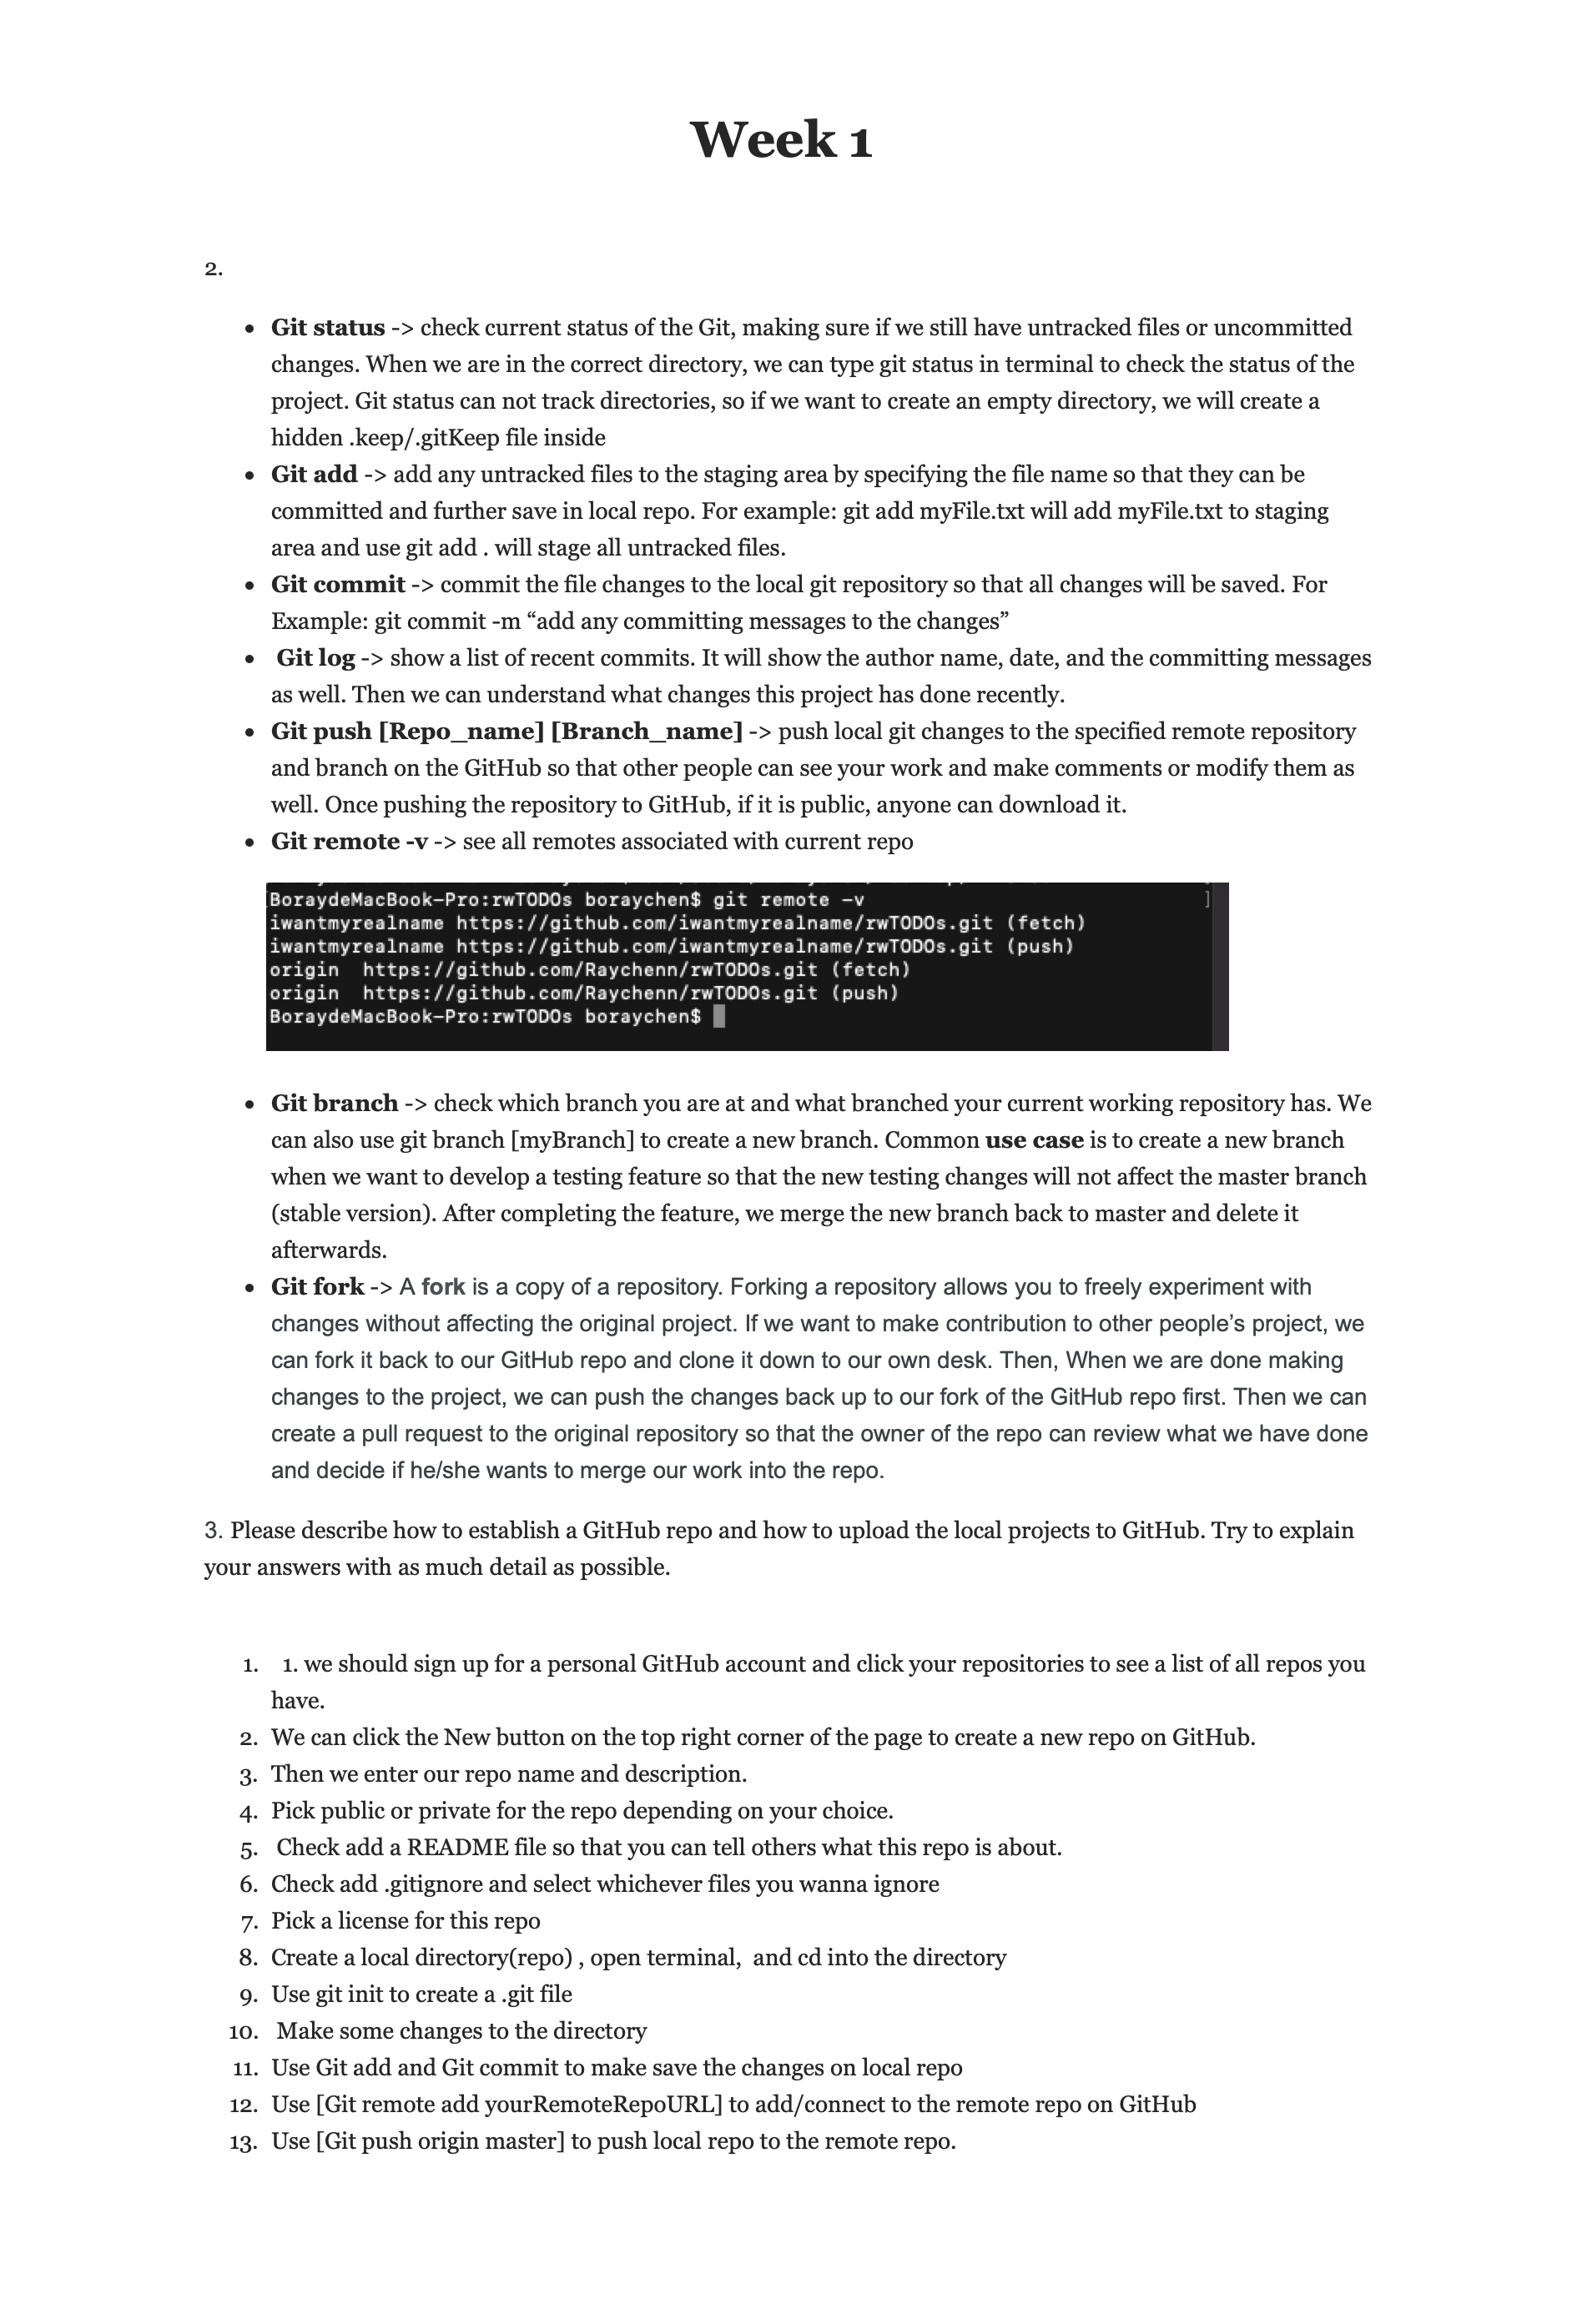 Week 1
2.
• Git status -> check current status of the Git, making sure if we still have untracked files or uncommitted
changes. When we are in the correct directory, we can type git status in terminal to check the status of the
project. Git status can not track directories, so if we want to create an empty directory, we will create a
hidden .keep/.gitKeep file inside
• Git add -> add any untracked files to the staging area by specifying the file name so that they can be
committed and further save in local repo. For example: git add myFile.txt will add myFile.txt to staging
area and use git add . will stage all untracked files.
• Git commit -> commit the file changes to the local git repository so that all changes will be saved. For
Example: git commit -m “add any committing messages to the changes”
• Git log -> show a list of recent commits. It will show the author name, date, and the committing messages
as well. Then we can understand what changes this project has done recently.
• Git push [Repo_name] [Branch_name] -> push local git changes to the specified remote repository
and branch on the GitHub so that other people can see your work and make comments or modify them as
well. Once pushing the repository to GitHub, if it is public, anyone can download it.
• Git remote -v -> see all remotes associated with current repo
BoraydeMacBook-Pro:rwTODOs boraychen$ git remote -v ]
iwantmyrealname https://github.com/iwantmyrealname/rwTODOs.git (fetch)
iwantmyrealname https://github.com/iwantmyrealname/rwTODOs.git (push)
origin https://github.com/Raychenn/rwTODOs.git (fetch)
origin https://github.com/Raychenn/rwTODOs.git (push)
BoraydeMacBook-Pro:rwTODOs boraychen$
• Git branch -> check which branch you are at and what branched your current working repository has. We
can also use git branch [myBranch] to create a new branch. Common use case is to create a new branch
when we want to develop a testing feature so that the new testing changes will not affect the master branch
(stable version). After completing the feature, we merge the new branch back to master and delete it
afterwards.
• Git fork -> A fork is a copy of a repository. Forking a repository allows you to freely experiment with
changes without affecting the original project. If we want to make contribution to other people’s project, we
can fork it back to our GitHub repo and clone it down to our own desk. Then, When we are done making
changes to the project, we can push the changes back up to our fork of the GitHub repo first. Then we can
create a pull request to the original repository so that the owner of the repo can review what we have done
and decide if he/she wants to merge our work into the repo.
3. Please describe how to establish a GitHub repo and how to upload the local projects to GitHub. Try to explain
your answers with as much detail as possible.
1. 1. we should sign up for a personal GitHub account and click your repositories to see a list of all repos you
have.
2. We can click the New button on the top right corner of the page to create a new repo on GitHub.
3. Then we enter our repo name and description.
4. Pick public or private for the repo depending on your choice.
5. Check add a README file so that you can tell others what this repo is about.
6. Check add .gitignore and select whichever files you wanna ignore
7. Pick a license for this repo
8. Create a local directory(repo) , open terminal, and cd into the directory
9. Use git init to create a .git file
10. Make some changes to the directory
11. Use Git add and Git commit to make save the changes on local repo
12. Use [Git remote add yourRemoteRepoURL] to add/connect to the remote repo on GitHub
13. Use [Git push origin master] to push local repo to the remote repo.